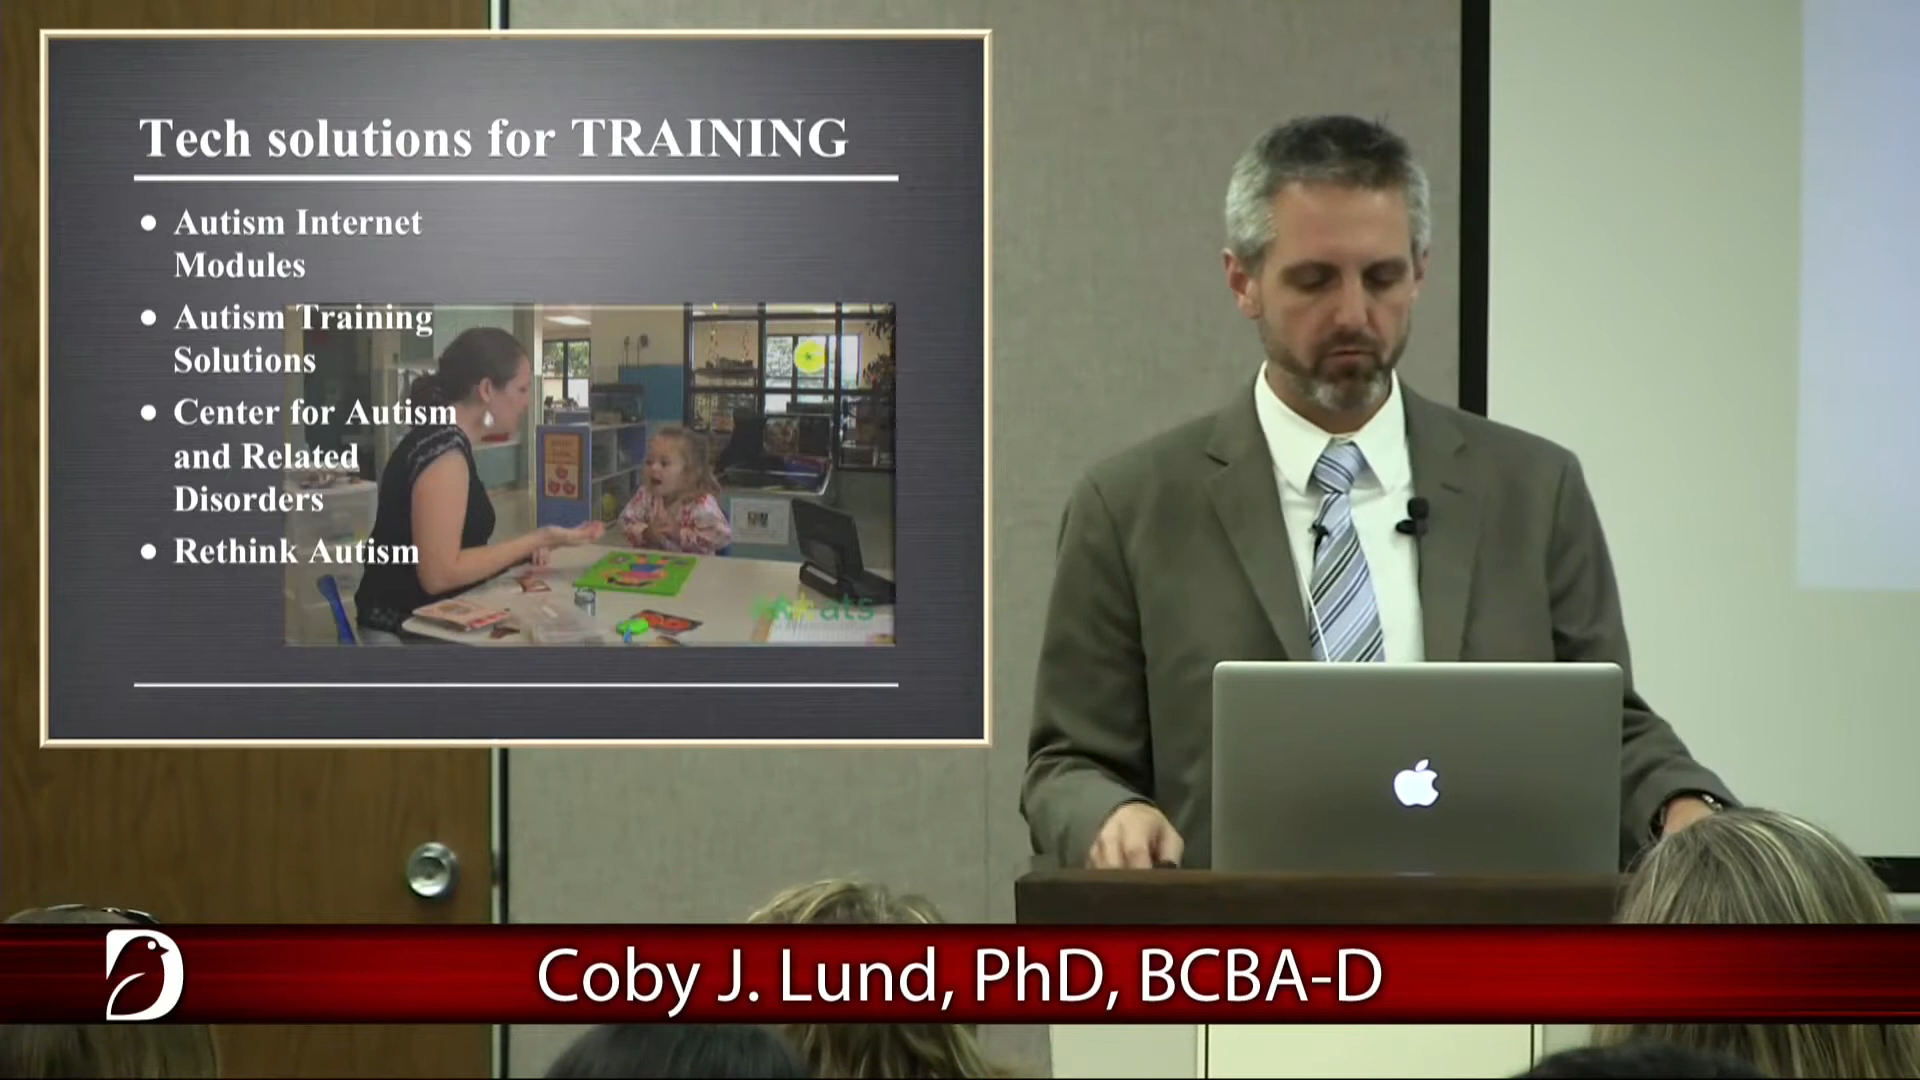 Tech solutions for TRAINING
• Autism Internet
Modules
• Autism Training
Solutions
• Center for Autism
and Related
Disorders
• Rethink Autism
ats
Coby J. Lund, PhD, BCBA-D